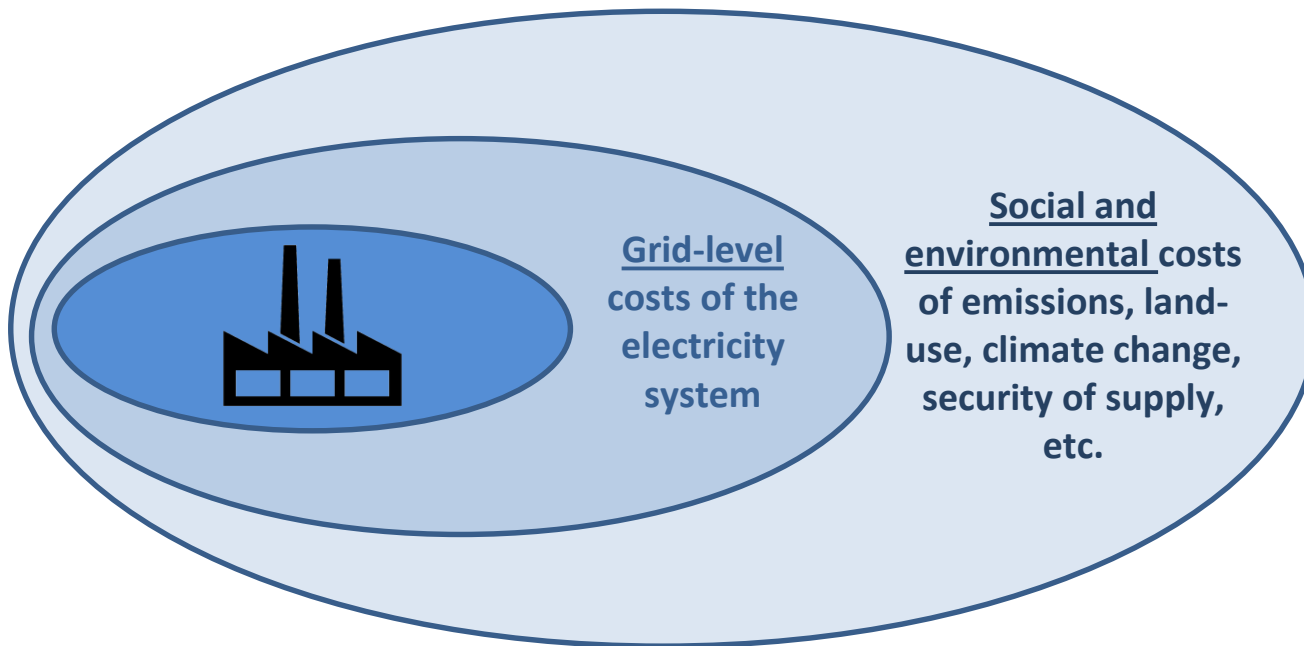 Grid-level
costs of the
electricity
system
Social and
environmental costs
of emissions, land-
use, climate change,
security of supply,
etc.